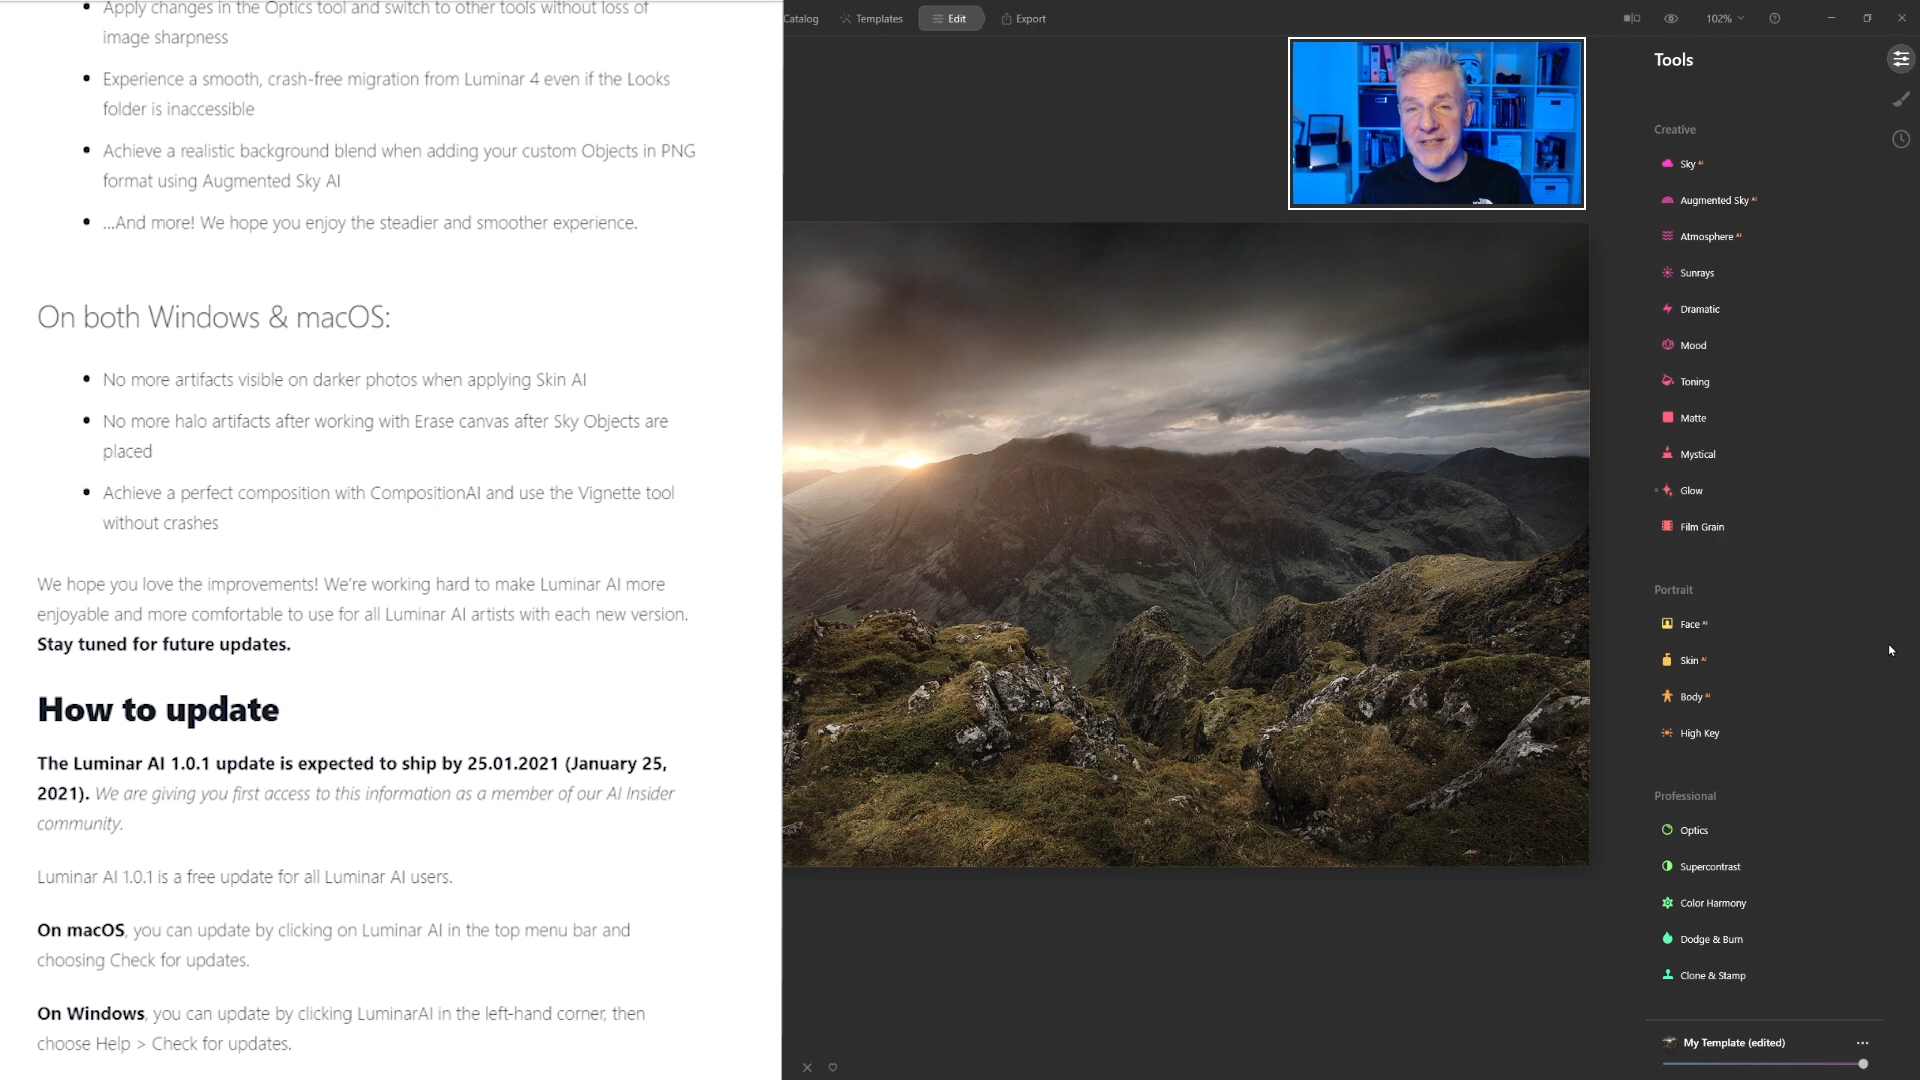 Apply changes in the Optics tool and switch to other tools without loss of
image sharpness
Experience a smooth, crash-free migration from Luminar 4 even if the Looks
folder is inaccessible
Achieve a realistic background blend when adding your custom Objects in PNG
format using Augmented Sky AI
...And more! We hope you enjoy the steadier and smoother experience.
On both Windows & macOS:
No more artifacts visible on darker photos when applying Skin AI
No more halo artifacts after working with Erase canvas after Sky Objects are
placed
Achieve a perfect composition with CompositionAI and use the Vignette tool
without crashes
We hope you love the improvements! We're working hard to make Luminar AI more
enjoyable and more comfortable to use for all Luminar AI artists with each new version.
Stay tuned for future updates.
How to update
The Luminar AI 1.0.1 update is expected to ship by 25.01.2021 (January 25,
2021). We are giving you first access to this information as a member of our AI Insider
community.
Luminar AI 1.0.1 is a free update for all Luminar AI users.
On macOS, you can update by clicking on Luminar AI in the top menu bar and
choosing Check for updates.
On Windows, you can update by clicking LuminarAI in the left-hand corner, then
choose Help > Check for updates.
Catalog
Templates
Edit
Export
102%
Tools
Creative
Sky AI
Augmented Sky AI
Atmosphere AI
Sunrays
Dramatic
Mood
Toning
Matte
Mystical
Glow
Film Grain
Portrait
Face AI
Skin AI
Body AI
High Key
Professional
Optics
Supercontrast
Color Harmony
Dodge & Burn
Clone & Stamp
My Template (edited)